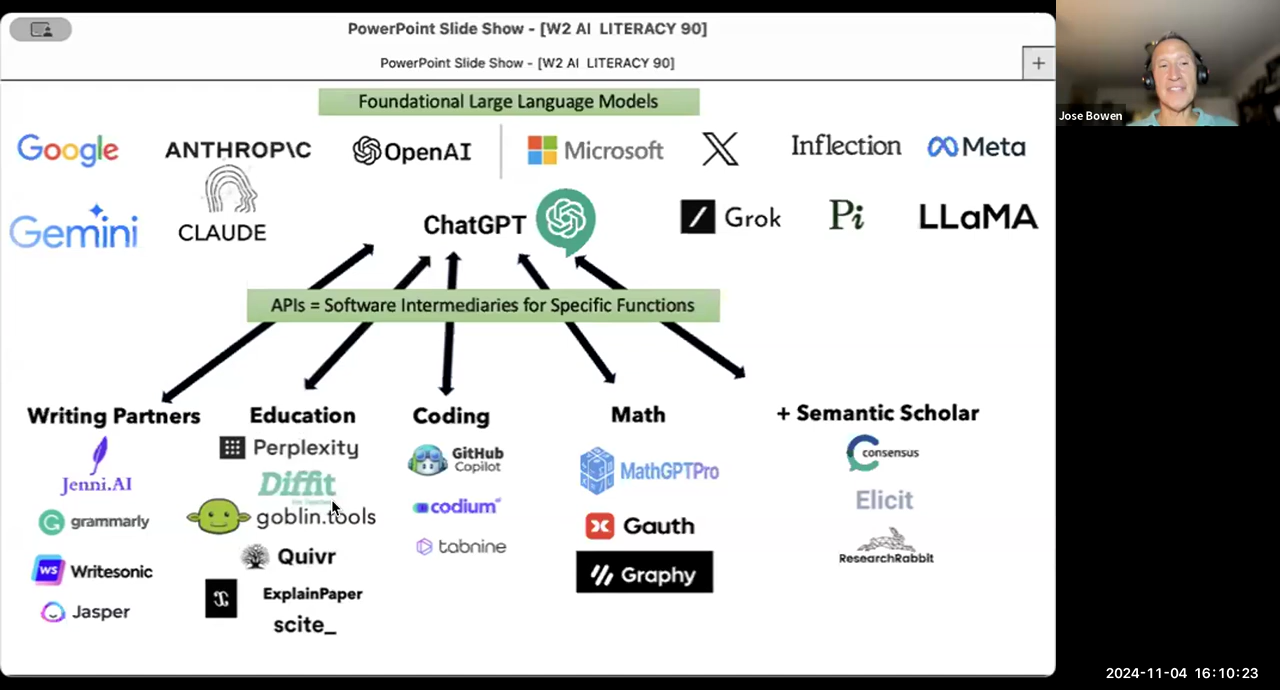 PowerPoint Slide Show - [W2 AI LITERACY 90]
PowerPoint Slide Show - [W2 AI LITERACY 90]
+
Jose Bowen
Foundational Large Language Models
Google
ANTHROP\C
OpenAI
Microsoft
X
Inflection
Meta
Gemini
CLAUDE
ChatGPT
Grok
Pi
LLaMA
APIs = Software Intermediaries for Specific Functions
Writing Partners
Jenni.AI
grammarly
WS Writesonic
Jasper
Education
Perplexity
Diffit
goblin.tools
Quivr
ExplainPaper
scite_
Coding
GitHub
Copilot
codium
tabnine
Math
MathGPTPro
Gauth
Graphy
+ Semantic Scholar
consensus
Elicit
ResearchRabbit
2024-11-04 16:10:23